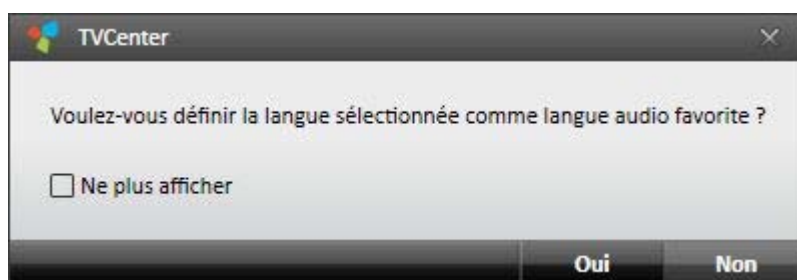 TVCenter
Voulez-vous définir la langue sélectionnée comme langue audio favorite ?
Ne plus afficher
Oui Non